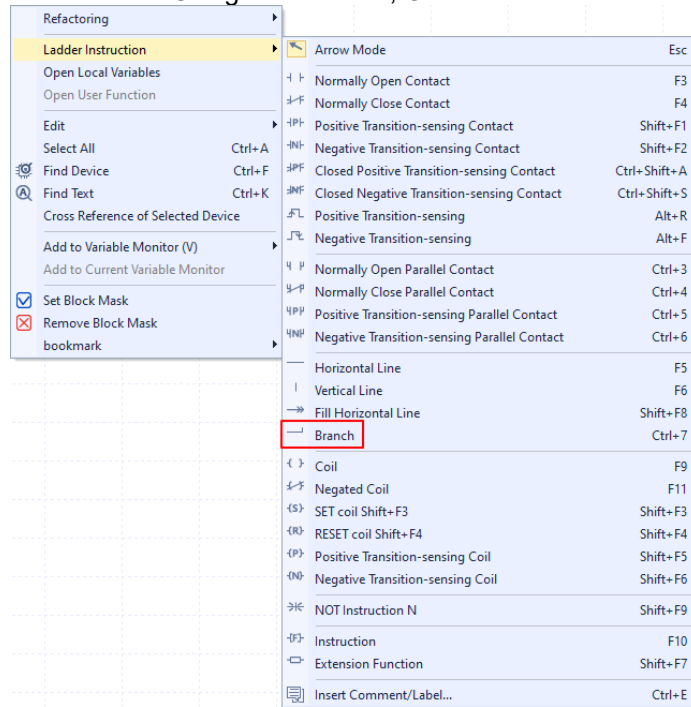 Refactoring
Ladder Instruction
Open Local Variables
Open User Function
Edit
Select All Ctrl+A
Find Device Ctrl+F
Find Text Ctrl+K
Cross Reference of Selected Device
Add to Variable Monitor (V)
Add to Current Variable Monitor
Set Block Mask
Remove Block Mask
bookmark
Arrow Mode Esc
Normally Open Contact F3
Normally Close Contact F4
Positive Transition-sensing Contact Shift+F1
Negative Transition-sensing Contact Shift+F2
Closed Positive Transition-sensing Contact Ctrl+Shift+A
Closed Negative Transition-sensing Contact Ctrl+Shift+S
Positive Transition-sensing Alt+R
Negative Transition-sensing Alt+F
Normally Open Parallel Contact Ctrl+3
Normally Close Parallel Contact Ctrl+4
Positive Transition-sensing Parallel Contact Ctrl+5
Negative Transition-sensing Parallel Contact Ctrl+6
Horizontal Line F5
Vertical Line F6
Fill Horizontal Line Shift+F8
Branch Ctrl+7
Coil F9
Negated Coil F11
SET coil Shift+F3 Shift+F3
RESET coil Shift+F4 Shift+F4
Positive Transition-sensing Coil Shift+F5
Negative Transition-sensing Coil Shift+F6
NOT Instruction N Shift+F9
Instruction F10
Extension Function Shift+F7
Insert Comment/Label... Ctrl+E